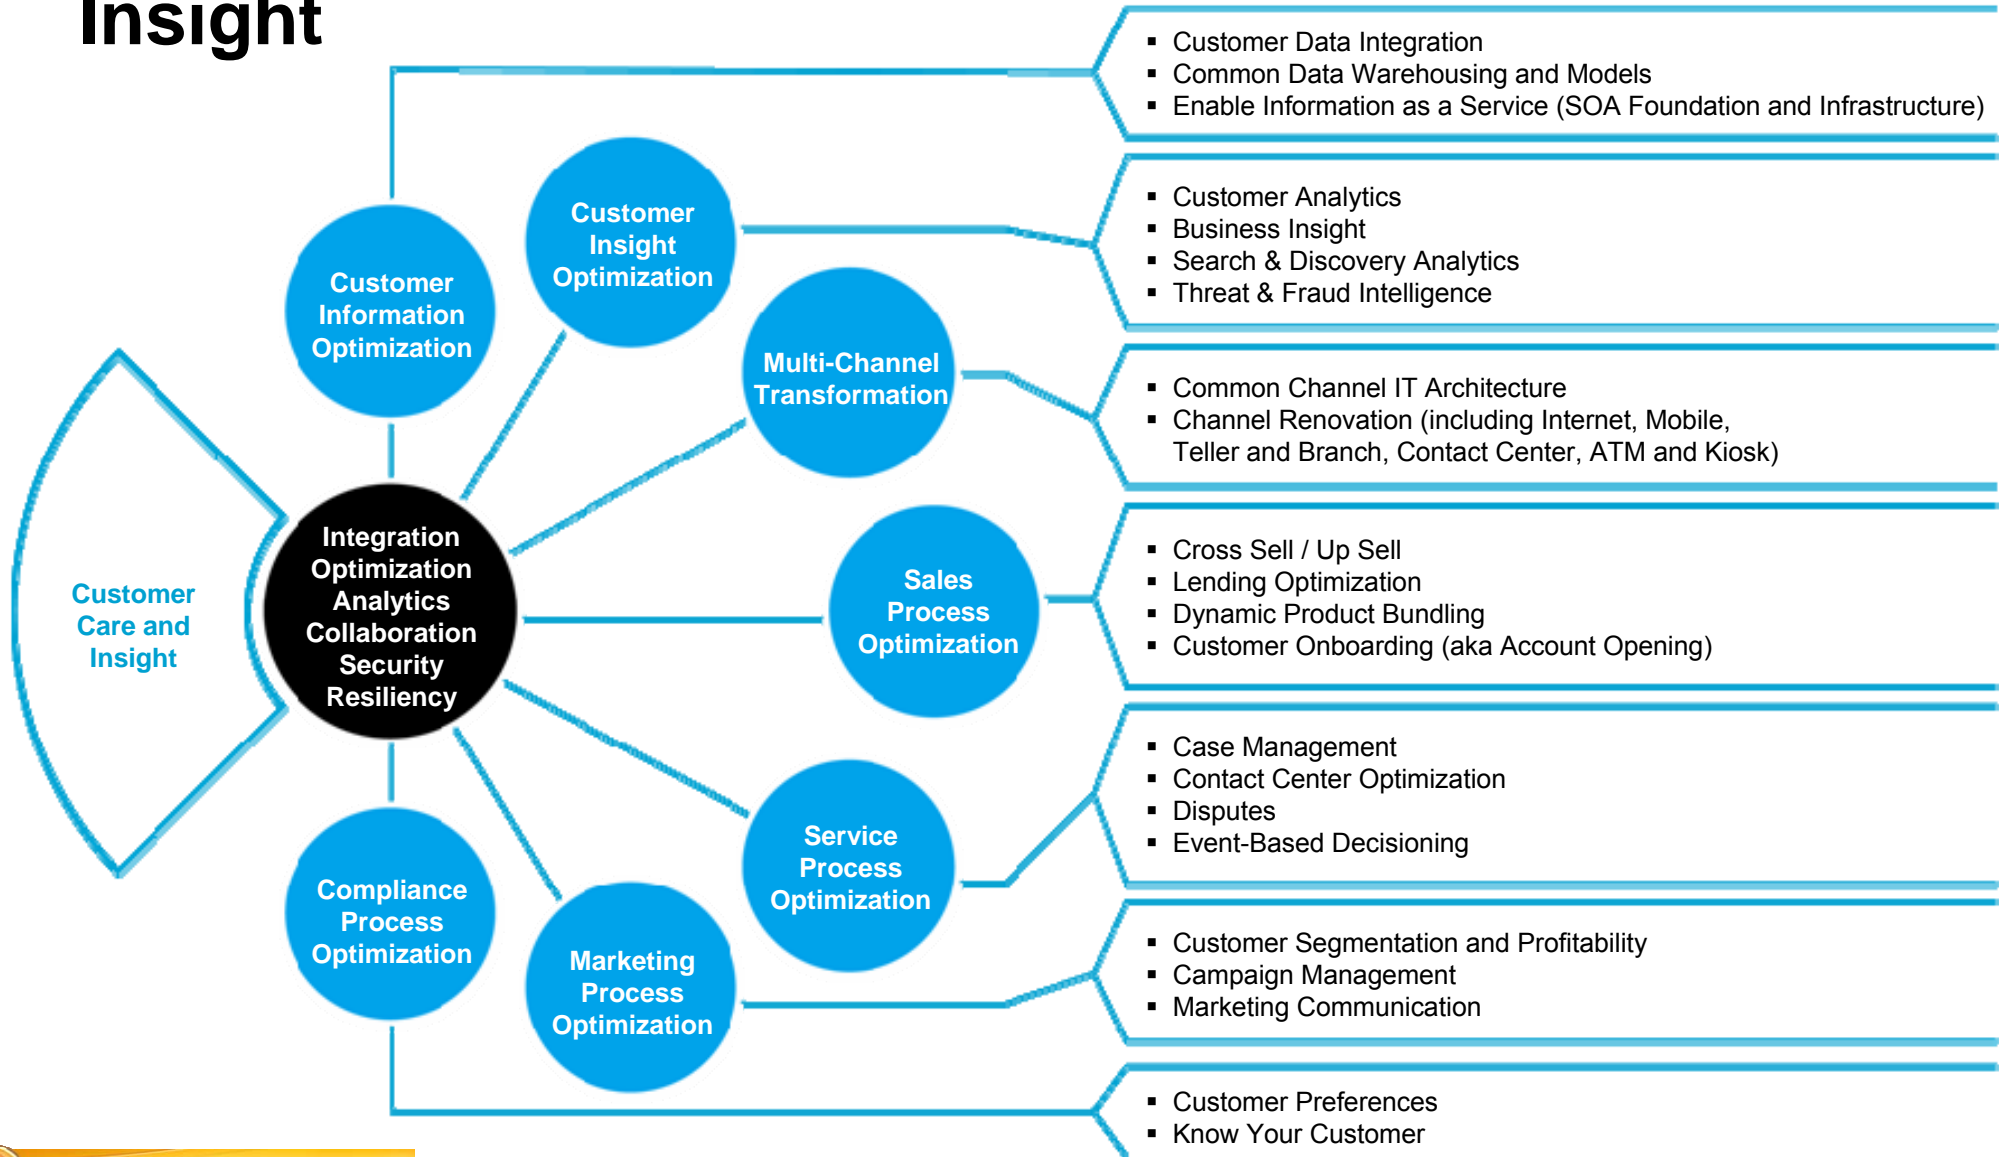 Insight
▪ Customer Data Integration
▪ Common Data Warehousing and Models
▪ Enable Information as a Service (SOA Foundation and Infrastructure)
Customer
Insight
Optimization
▪ Customer Analytics
▪ Business Insight
▪ Search & Discovery Analytics
▪ Threat & Fraud Intelligence
Customer
Information
Optimization
Multi-Channel
Transformation
▪ Common Channel IT Architecture
▪ Channel Renovation (including Internet, Mobile,
Teller and Branch, Contact Center, ATM and Kiosk)
Customer
Care and
Insight
Integration
Optimization
Analytics
Collaboration
Security
Resiliency
Sales
Process
Optimization
▪ Cross Sell / Up Sell
▪ Lending Optimization
▪ Dynamic Product Bundling
▪ Customer Onboarding (aka Account Opening)
Service
Process
Optimization
▪ Case Management
▪ Contact Center Optimization
▪ Disputes
▪ Event-Based Decisioning
Compliance
Process
Optimization
Marketing
Process
Optimization
▪ Customer Segmentation and Profitability
▪ Campaign Management
▪ Marketing Communication
▪ Customer Preferences
▪ Know Your Customer